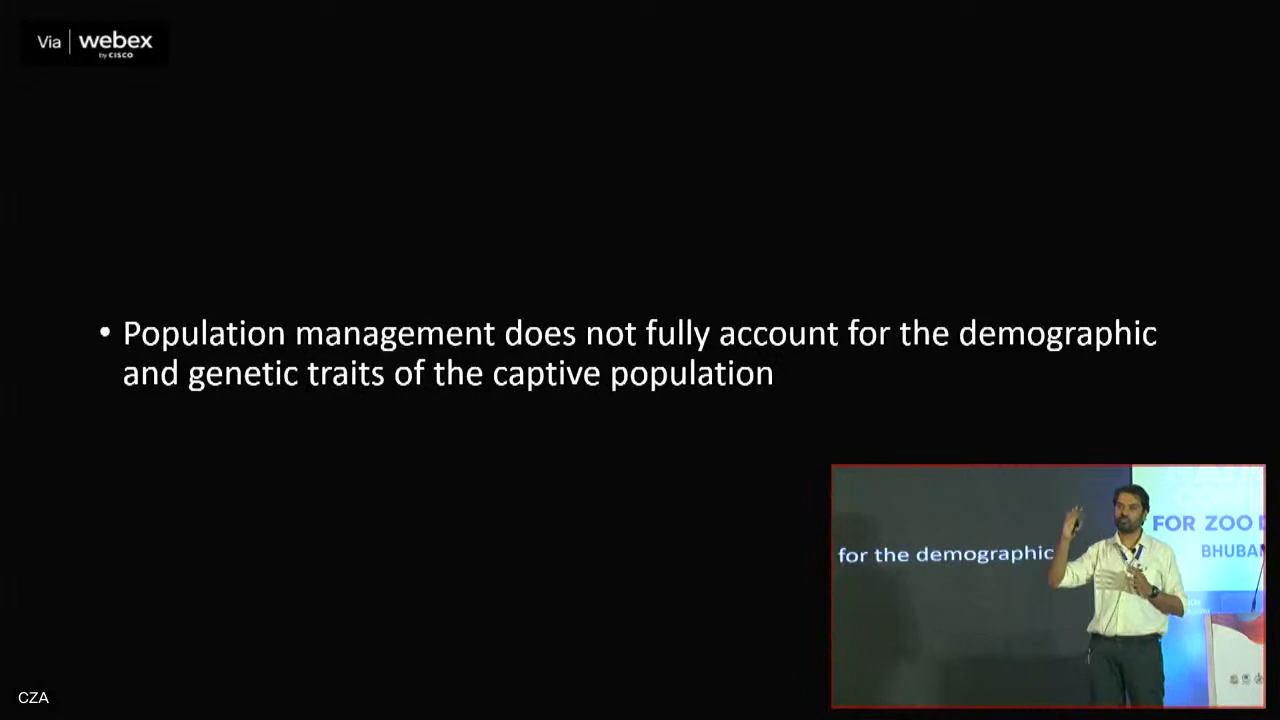 Via | webex
by CISCO
• Population management does not fully account for the demographic
and genetic traits of the captive population
for the demographic
FOR ZOO
BHUBAN
CZA